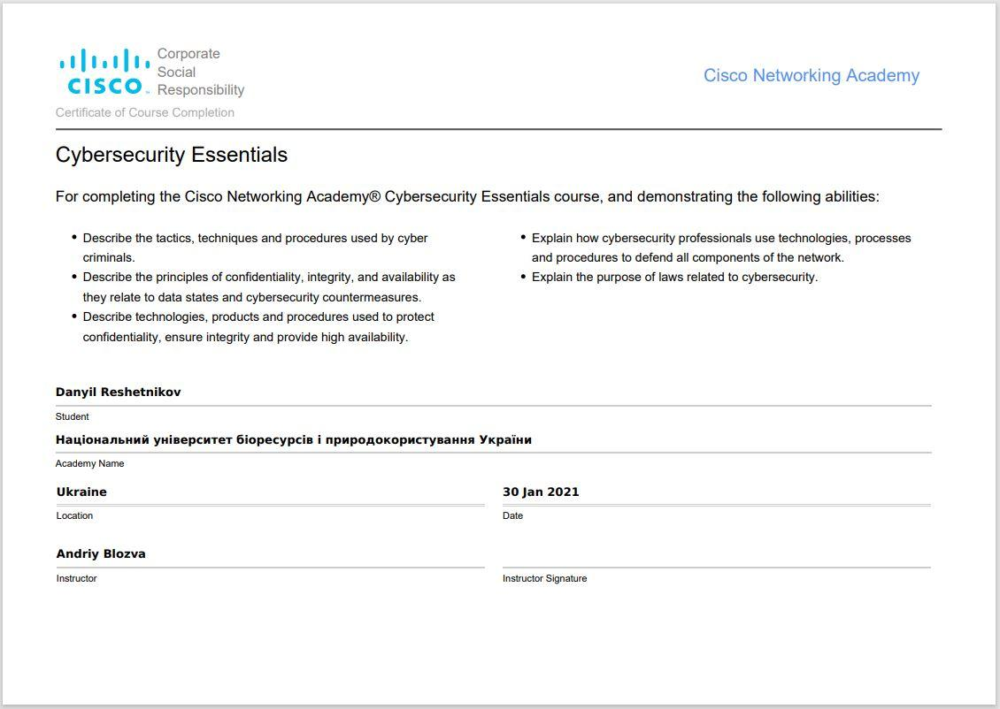 Corporate
Social
Responsibility
CISCO™
Cisco Networking Academy
Certificate of Course Completion
Cybersecurity Essentials
For completing the Cisco Networking Academy® Cybersecurity Essentials course, and demonstrating the following abilities:
• Describe the tactics, techniques and procedures used by cyber
criminals.
• Describe the principles of confidentiality, integrity, and availability as
they relate to data states and cybersecurity countermeasures.
• Describe technologies, products and procedures used to protect
confidentiality, ensure integrity and provide high availability.
• Explain how cybersecurity professionals use technologies, processes
and procedures to defend all components of the network.
• Explain the purpose of laws related to cybersecurity.
Danyil Reshetnikov
Student
Національний університет біоресурсів і природокористування України
Academy Name
Ukraine
Location
30 Jan 2021
Date
Andriy Blozva
Instructor
Instructor Signature